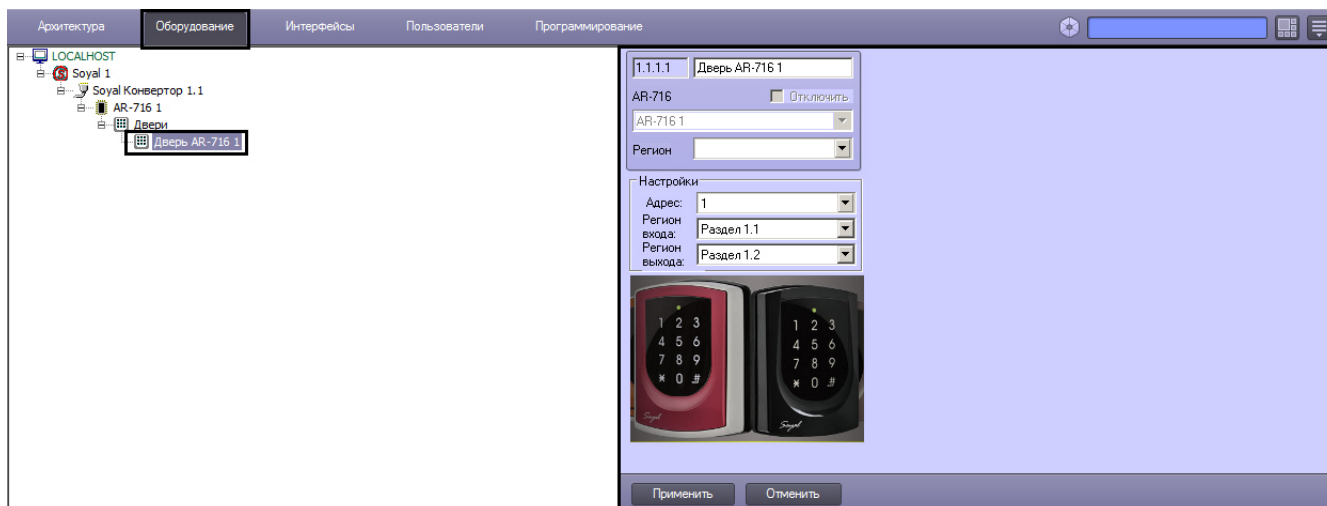 Архитектура Оборудование Интерфейсы Пользователи Программирование
LOCALHOST
Soyal 1
Soyal Конвертор 1.1
AR-716 1
Двери
Дверь AR-716 1
1.1.1.1 Дверь AR-716 1
AR-716 Отключить
AR-716 1
Регион
Настройки
Адрес: 1
Регион
входа: Раздел 1.1
Регион
выхода: Раздел 1.2
1 2 3
4 5 6
7 8 9
* 0 #
Soyal
1 2 3
4 5 6
7 8 9
* 0 #
Soyal
Применить Отменить